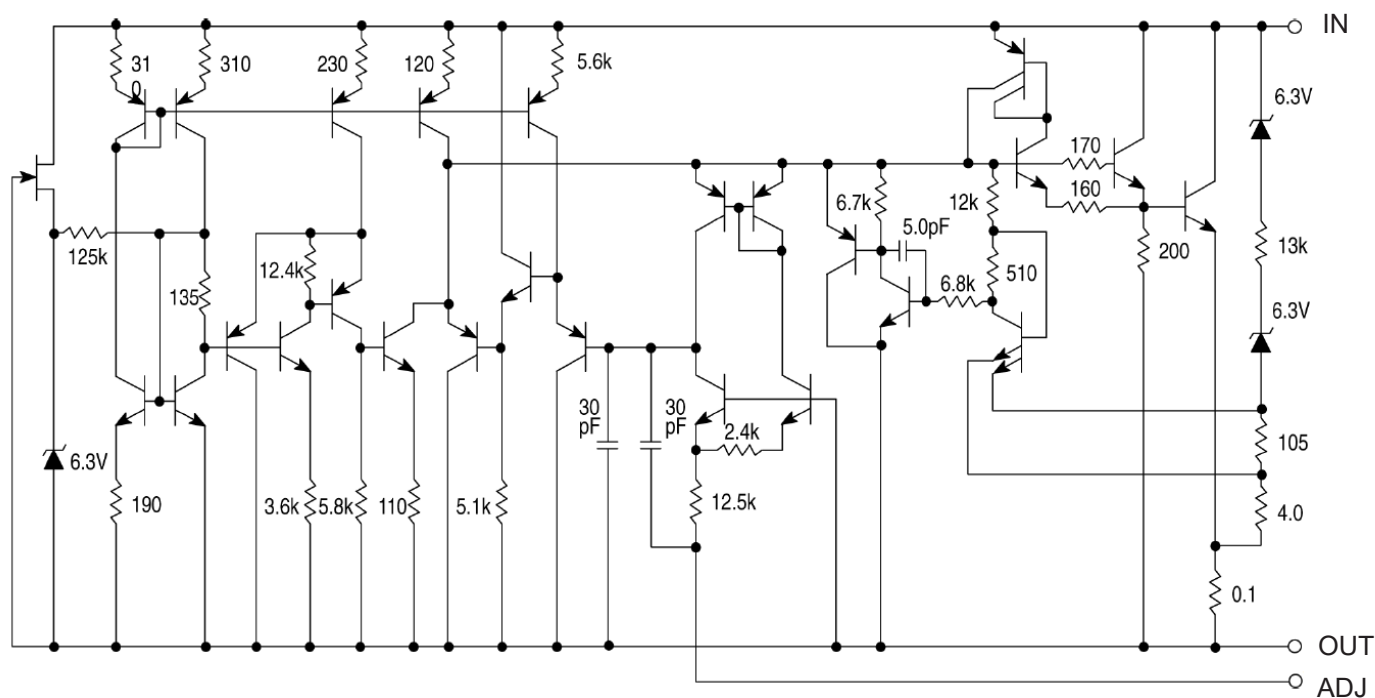 IN
31
0
310
230
120
5.6k
6.3V
170
160
6.7k
12k
5.0pF
200
13k
125k
12.4k
510
6.8k
135
6.3V
30
pF
30
pF
2.4k
105
6.3V
190
3.6k
5.8k
110
5.1k
12.5k
4.0
0.1
OUT
ADJ